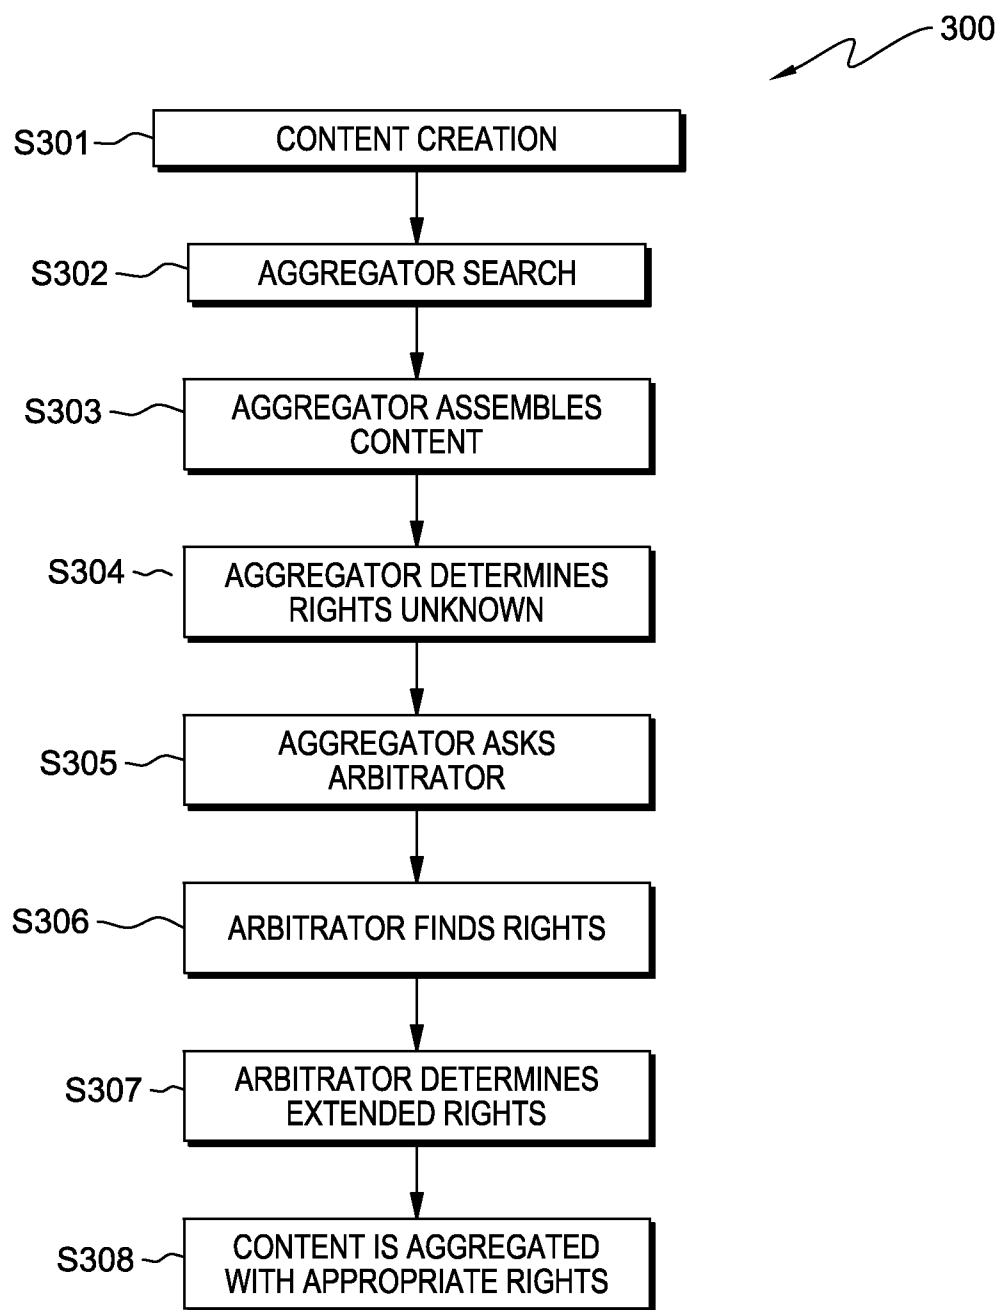 300
S301
CONTENT CREATION
S302
AGGREGATOR SEARCH
S303
AGGREGATOR ASSEMBLES
CONTENT
S304
AGGREGATOR DETERMINES
RIGHTS UNKNOWN
S305
AGGREGATOR ASKS
ARBITRATOR
S306
ARBITRATOR FINDS RIGHTS
S307
ARBITRATOR DETERMINES
EXTENDED RIGHTS
S308
CONTENT IS AGGREGATED
WITH APPROPRIATE RIGHTS